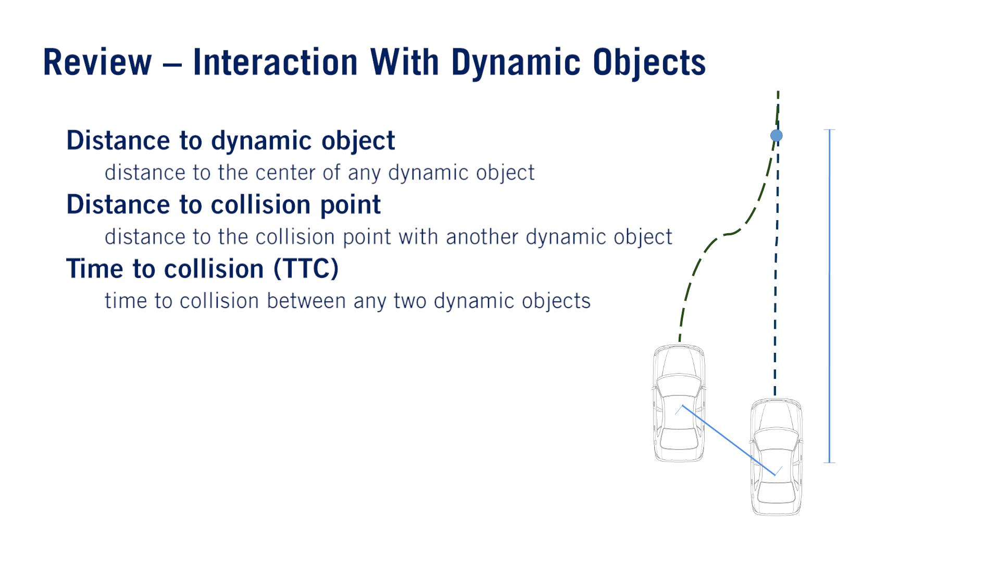 Review – Interaction With Dynamic Objects
Distance to dynamic object
distance to the center of any dynamic object
Distance to collision point
distance to the collision point with another dynamic object
Time to collision (TTC)
time to collision between any two dynamic objects